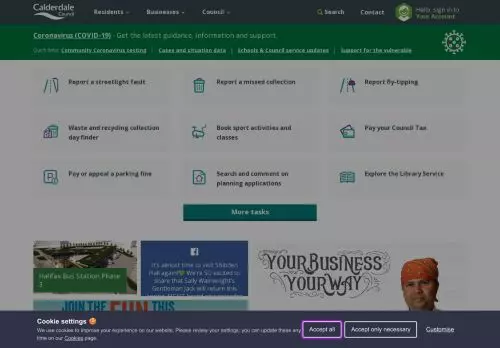 Calderdale
Council
Residents
Businesses
Council
Search
Contact
Hello, sign in to
Your Account
Coronavirus (COVID-19) - Get the latest guidance, information and support.
Quick links: Community Coronavirus testing | Cases and situation data | Schools & Council service updates | Support for the vulnerable
Report a streetlight fault
Report a missed collection
Report fly-tipping
Waste and recycling collection
day finder
Book sport activities and
classes
Pay your Council Tax
Pay or appeal a parking fine
Search and comment on
planning applications
Explore the Library Service
More tasks
Halifax Bus Station Phase
3
It's almost time to visit Shibden
Hall again!💚 We're SO excited to
share that Sally Wainwright's
Gentleman Jack will return this
YOUR BUSINESS
YOUR WAY
JOIN THE FUN THIS
Cookie settings 🍪
We use cookies to improve your experience on our website. Please review your settings, you can update these any
time on our Cookies page.
Accept all
Accept only necessary
Customise